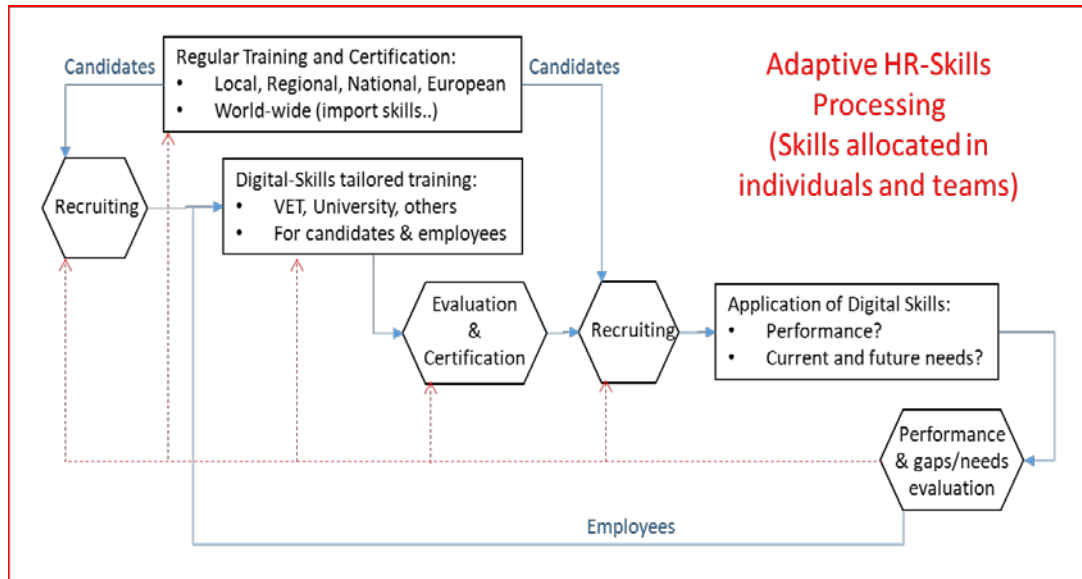 Regular Training and Certification:
• Local, Regional, National, European
• World-wide (import skills..)
Candidates
Candidates
Adaptive HR-Skills
Processing
(Skills allocated in
individuals and teams)
Recruiting
Digital-Skills tailored training:
• VET, University, others
• For candidates & employees
Evaluation
&
Certification
Recruiting
Application of Digital Skills:
• Performance?
• Current and future needs?
Performance
& gaps/needs
evaluation
Employees